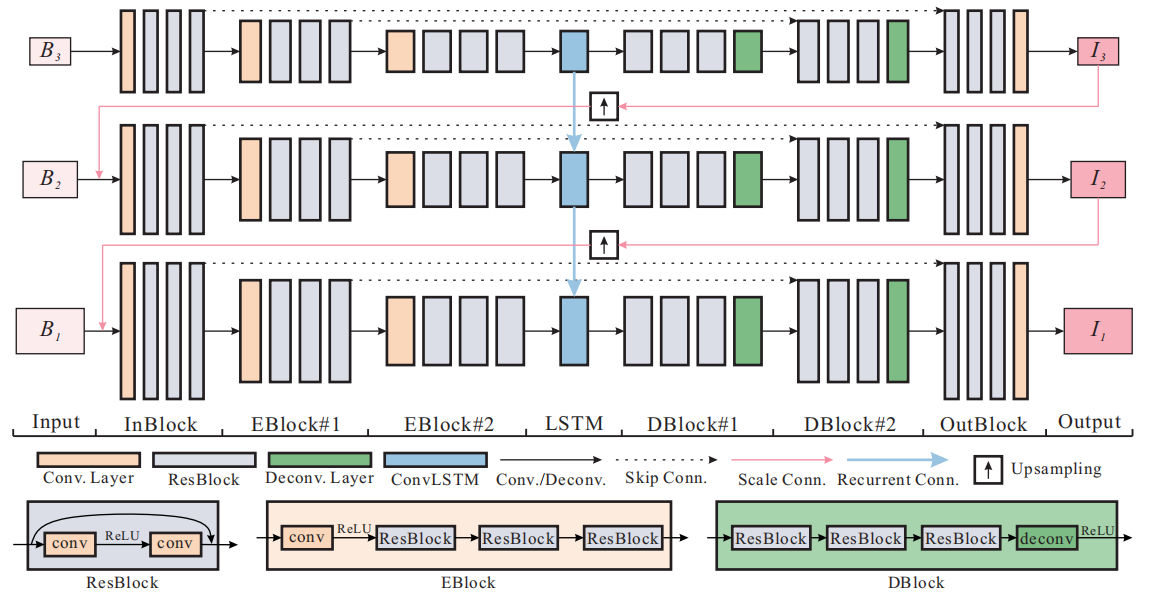 B3 I3
B2 I2
B1 I1
Input InBlock EBlock#1 EBlock#2 LSTM DBlock#1 DBlock#2 OutBlock Output
Conv. Layer ResBlock Deconv. Layer ConvLSTM Conv./Deconv. Skip Conn. Scale Conn. Recurrent Conn. Upsampling
conv ReLU conv
ResBlock
conv ReLU ResBlock ResBlock ResBlock
EBlock
ResBlock ResBlock ResBlock deconv ReLU
DBlock